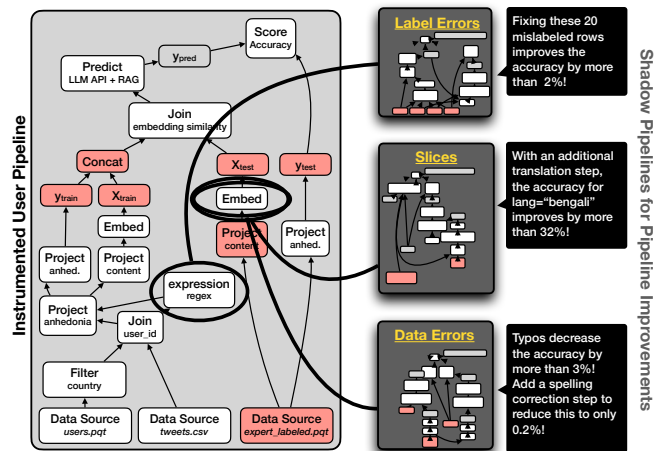 Instrumented User Pipeline
Score
Accuracy
ypred
Predict
LLM API + RAG
Join
embedding similarity
Concat
Xtest
ytest
ytrain
Xtrain
Embed
Embed
Project
content
Project
anhed.
Project
anhed.
Project
content
expression
regex
Project
anhedonia
Join
user_id
Filter
country
Data Source
users.pqt
Data Source
tweets.csv
Data Source
expert_labeled.pqt
Label Errors
Fixing these 20
mislabeled rows
improves the
accuracy by more
than 2%!
Slices
With an additional
translation step,
the accuracy for
lang="bengali"
improves by more
than 32%!
Data Errors
Typos decrease
the accuracy by
more than 3%!
Add a spelling
correction step to
reduce this to only
0.2%!
Shadow Pipelines for Pipeline Improvements